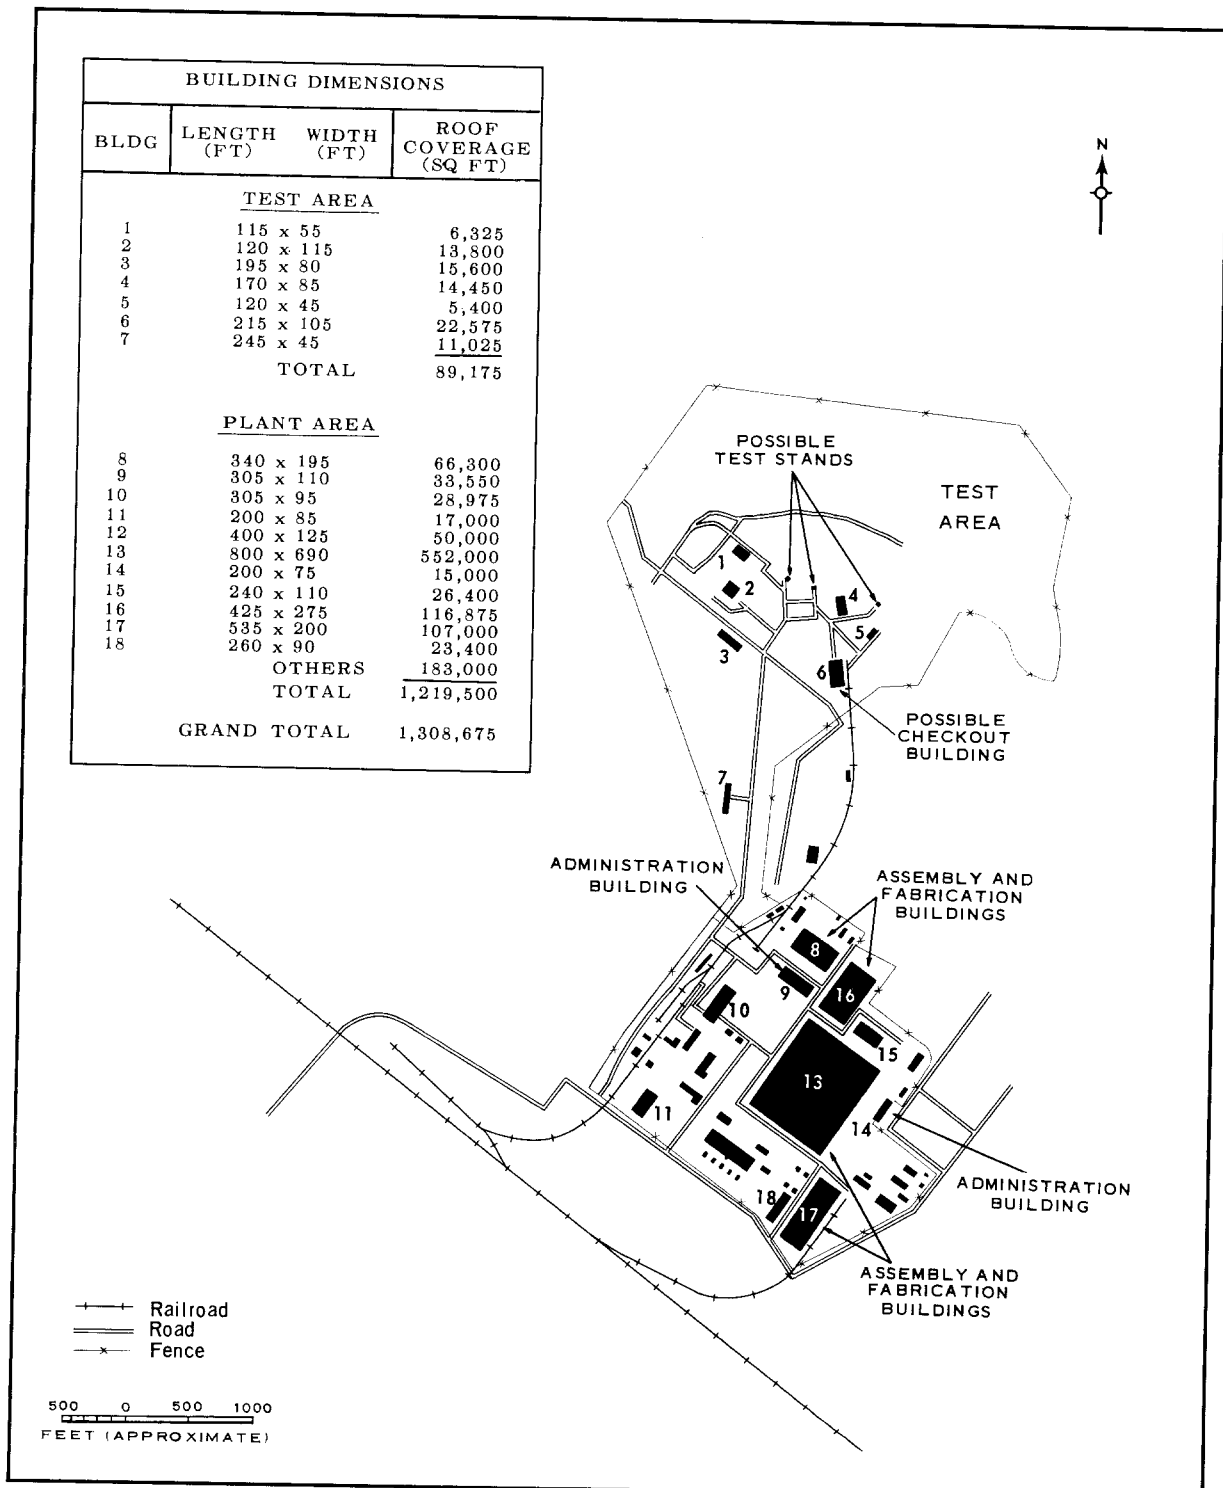 BUILDING DIMENSIONS
BLDG LENGTH (FT) WIDTH (FT) ROOF COVERAGE (SQ FT)
TEST AREA
1 115 x 55 6,325
2 120 x 115 13,800
3 195 x 80 15,600
4 170 x 85 14,450
5 120 x 45 5,400
6 215 x 105 22,575
7 245 x 45 11,025
TOTAL 89,175
PLANT AREA
8 340 x 195 66,300
9 305 x 110 33,550
10 305 x 95 28,975
11 200 x 85 17,000
12 400 x 125 50,000
13 800 x 690 552,000
14 200 x 75 15,000
15 240 x 110 26,400
16 425 x 275 116,875
17 535 x 200 107,000
18 260 x 90 23,400
OTHERS 183,000
TOTAL 1,219,500
GRAND TOTAL 1,308,675
N
POSSIBLE
TEST STANDS
TEST
AREA
1
2
3
4
5
6
POSSIBLE
CHECKOUT
BUILDING
7
ADMINISTRATION
BUILDING
ASSEMBLY AND
FABRICATION
BUILDINGS
8
9
16
10
15
13
11
14
ADMINISTRATION
BUILDING
18
17
ASSEMBLY AND
FABRICATION
BUILDINGS
Railroad
Road
Fence
500 0 500 1000
FEET (APPROXIMATE)